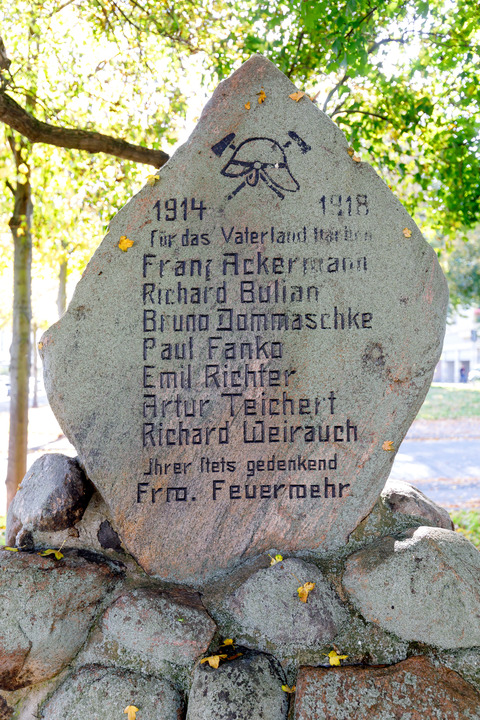 1914 1918
Für das Vaterland starben
Franz Ackermann
Richard Bulian
Bruno Dommaschke
Paul Fanko
Emil Richter
Artur Teichert
Richard Weirauch
Ihrer stets gedenkend
Frw. Feuerwehr